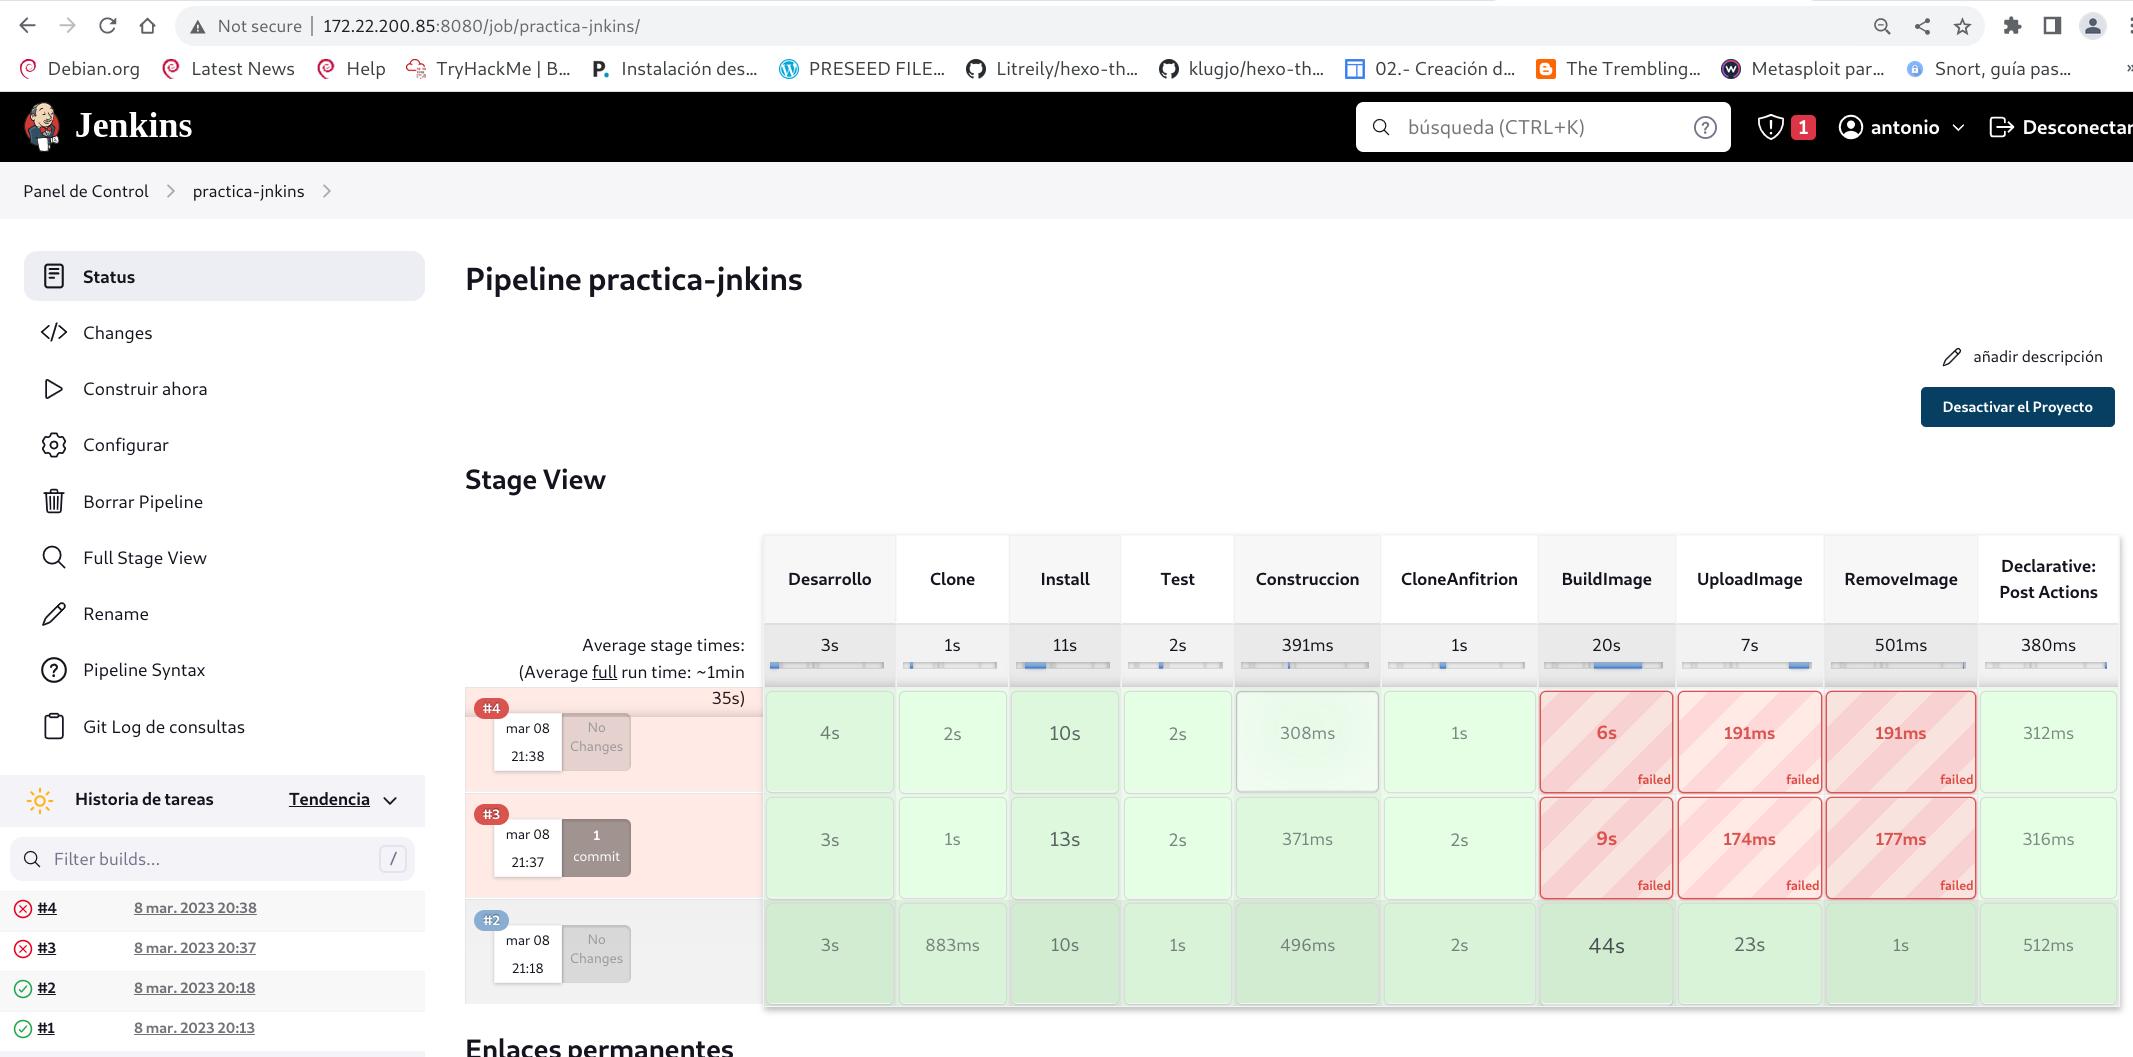 Not secure | 172.22.200.85:8080/job/practica-jnkins/
Debian.org Latest News Help TryHackMe | B... Instalación des... PRESEED FILE... Litreily/hexo-th... klugjo/hexo-th... 02.- Creación d... The Trembling... Metasploit par... Snort, guía pas... »
Jenkins búsqueda (CTRL+K) ? 1 antonio Desconectar
Panel de Control > practica-jnkins >
Status
Changes
Construir ahora
Configurar
Borrar Pipeline
Full Stage View
Rename
Pipeline Syntax
Git Log de consultas
Historia de tareas Tendencia
Filter builds... /
#4 8 mar. 2023 20:38
#3 8 mar. 2023 20:37
#2 8 mar. 2023 20:18
#1 8 mar. 2023 20:13
Pipeline practica-jnkins
añadir descripción
Desactivar el Proyecto
Stage View
Desarrollo Clone Install Test Construccion CloneAnfitrion BuildImage UploadImage RemoveImage Declarative:
Post Actions
Average stage times: 3s 1s 11s 2s 391ms 1s 20s 7s 501ms 380ms
(Average full run time: ~1min
35s)
#4
mar 08 No
21:38 Changes
4s 2s 10s 2s 308ms 1s 6s 191ms 191ms 312ms
failed failed failed
#3
mar 08 1
21:37 commit
3s 1s 13s 2s 371ms 2s 9s 174ms 177ms 316ms
failed failed failed
#2
mar 08 No
21:18 Changes
3s 883ms 10s 1s 496ms 2s 44s 23s 1s 512ms
Enlaces permanentes